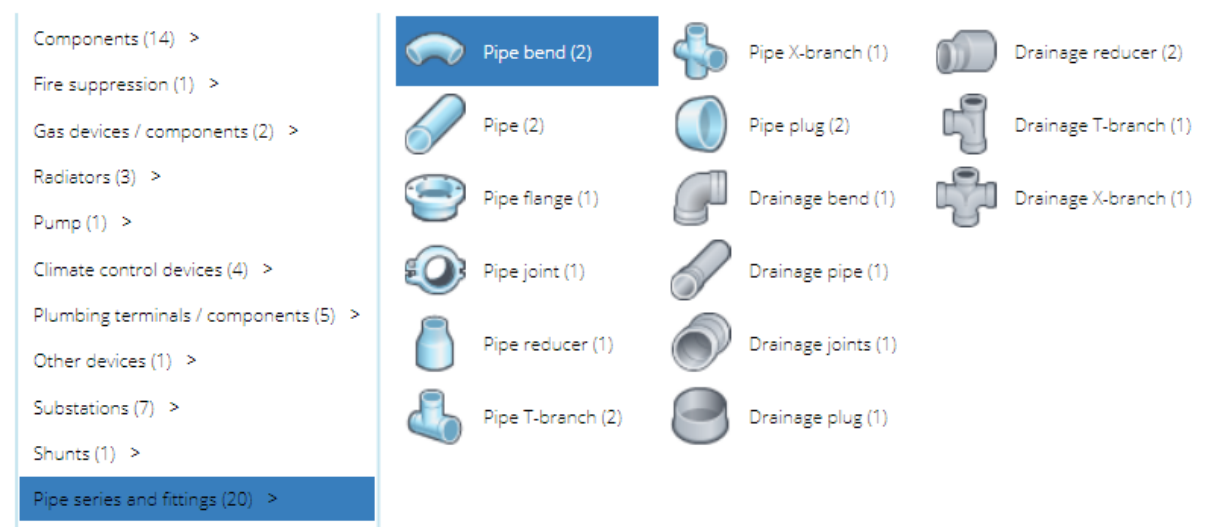 Components (14) >
Fire suppression (1) >
Gas devices / components (2) >
Radiators (3) >
Pump (1) >
Climate control devices (4) >
Plumbing terminals / components (5) >
Other devices (1) >
Substations (7) >
Shunts (1) >
Pipe series and fittings (20) >
Pipe bend (2)
Pipe (2)
Pipe flange (1)
Pipe joint (1)
Pipe reducer (1)
Pipe T-branch (2)
Pipe X-branch (1)
Pipe plug (2)
Drainage bend (1)
Drainage pipe (1)
Drainage joints (1)
Drainage plug (1)
Drainage reducer (2)
Drainage T-branch (1)
Drainage X-branch (1)